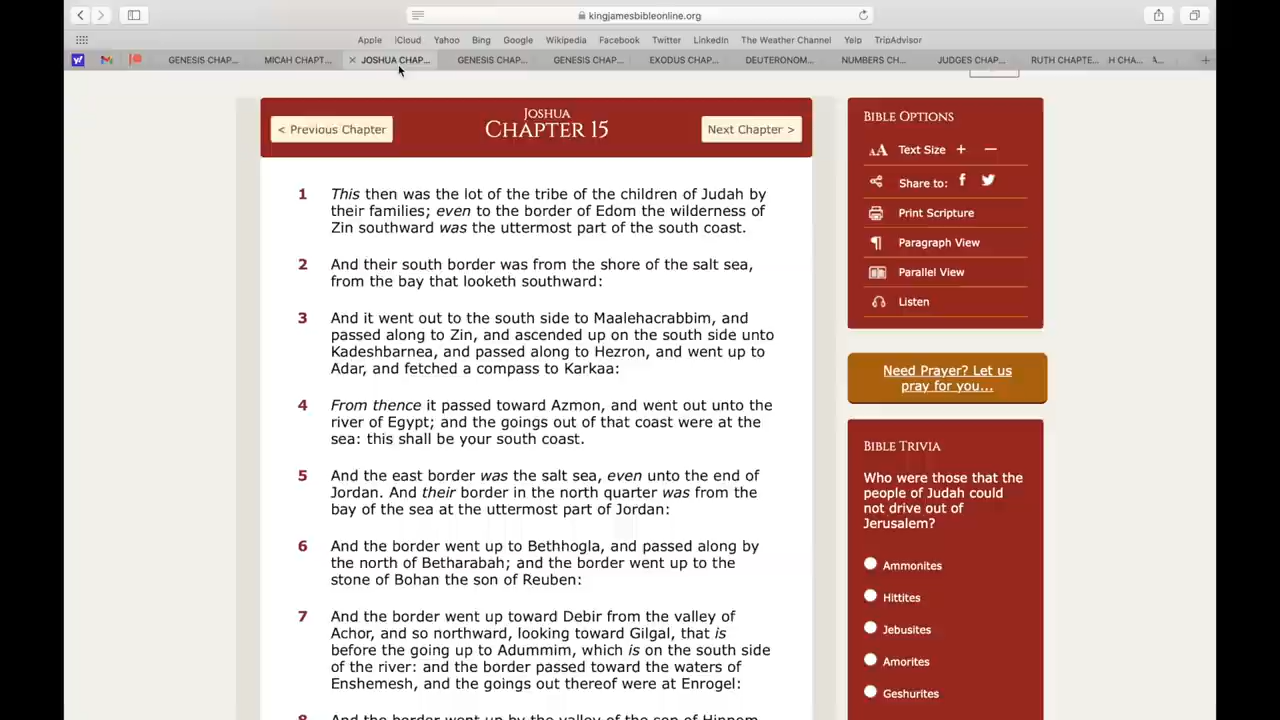 kingjamesbibleonline.org
Apple iCloud Yahoo Bing Google Wikipedia Facebook Twitter LinkedIn The Weather Channel Yelp TripAdvisor
GENESIS CHAP... MICAH CHAPT... JOSHUA CHAP... GENESIS CHAP... GENESIS CHAP... EXODUS CHAP... DEUTERONOM... NUMBERS CH... JUDGES CHAP... RUTH CHAPTE... H CHA... A...
JOSHUA
< Previous Chapter CHAPTER 15 Next Chapter >
1 This then was the lot of the tribe of the children of Judah by
their families; even to the border of Edom the wilderness of
Zin southward was the uttermost part of the south coast.
2 And their south border was from the shore of the salt sea,
from the bay that looketh southward:
3 And it went out to the south side to Maalehacrabbim, and
passed along to Zin, and ascended up on the south side unto
Kadeshbarnea, and passed along to Hezron, and went up to
Adar, and fetched a compass to Karkaa:
4 From thence it passed toward Azmon, and went out unto the
river of Egypt; and the goings out of that coast were at the
sea: this shall be your south coast.
5 And the east border was the salt sea, even unto the end of
Jordan. And their border in the north quarter was from the
bay of the sea at the uttermost part of Jordan:
6 And the border went up to Bethhogla, and passed along by
the north of Betharabah; and the border went up to the
stone of Bohan the son of Reuben:
7 And the border went up toward Debir from the valley of
Achor, and so northward, looking toward Gilgal, that is
before the going up to Adummim, which is on the south side
of the river: and the border passed toward the waters of
Enshemesh, and the goings out thereof were at Enrogel:
8 And the border went up by the valley of the son of Hinnom
BIBLE OPTIONS
AA Text Size + —
Share to:
Print Scripture
Paragraph View
Parallel View
Listen
Need Prayer? Let us
pray for you...
BIBLE TRIVIA
Who were those that the
people of Judah could
not drive out of
Jerusalem?
Ammonites
Hittites
Jebusites
Amorites
Geshurites